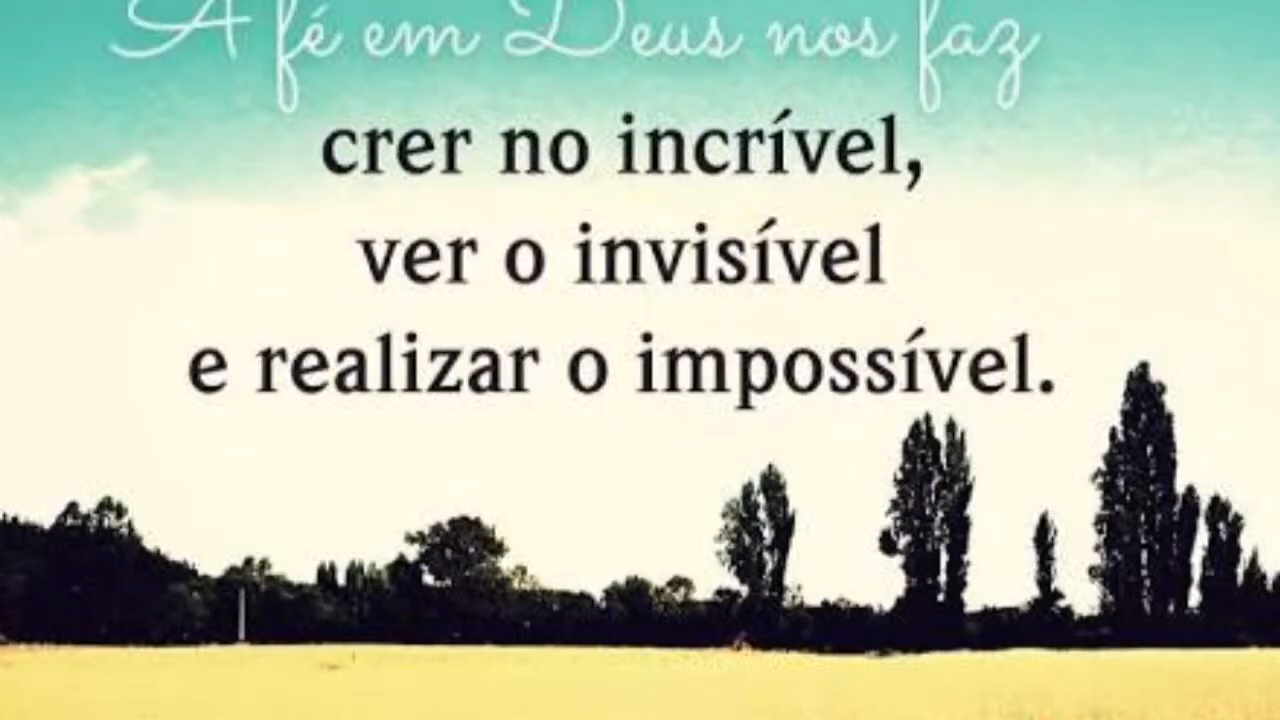 A fé em Deus nos faz
crer no incrível,
ver o invisível
e realizar o impossível.